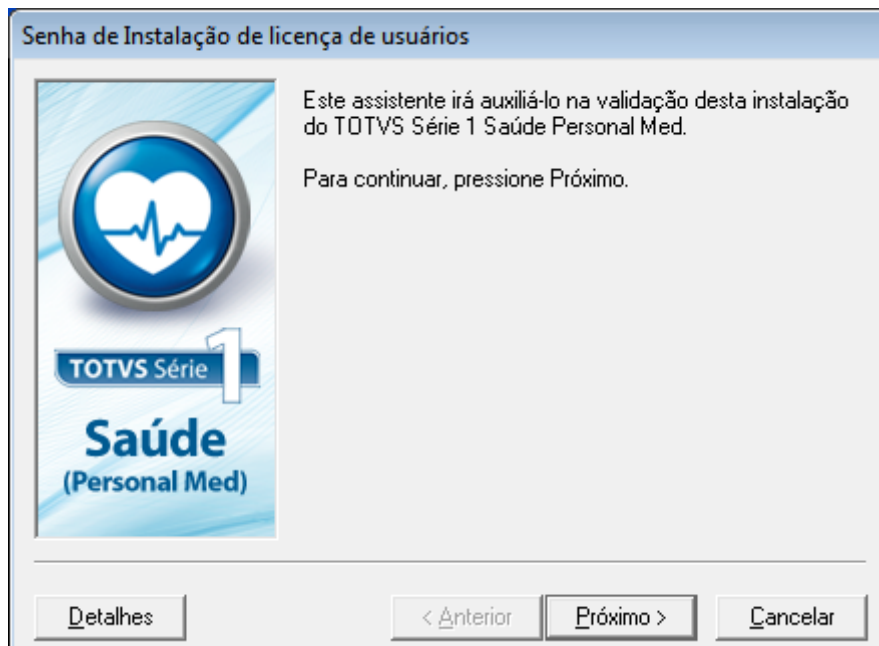 Senha de Instalação de licença de usuários
Este assistente irá auxiliá-lo na validação desta instalação
do TOTVS Série 1 Saúde Personal Med.
Para continuar, pressione Próximo.
TOTVS Série 1
Saúde
(Personal Med)
Detalhes
< Anterior
Próximo >
Cancelar